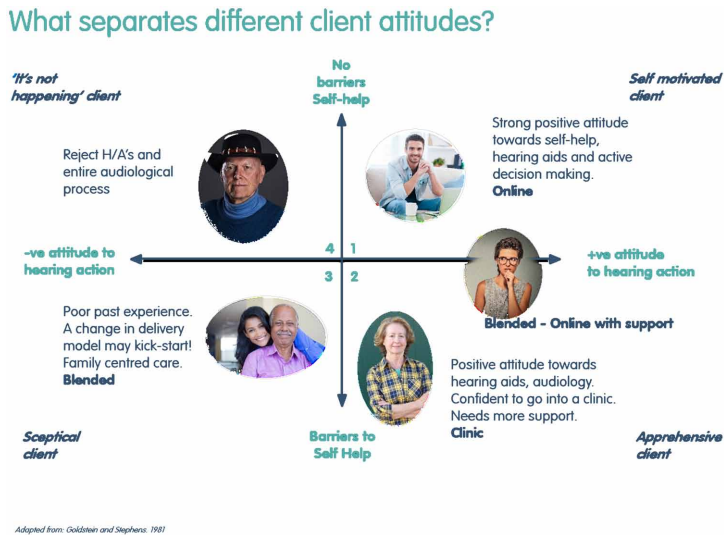 What separates different client attitudes?
'It's not
happening' client
No
barriers
Self-help
Self motivated
client
Reject H/A's and
entire audiological
process
Strong positive attitude
towards self-help,
hearing aids and active
decision making.
Online
-ve attitude to
hearing action
4 1
3 2
+ve attitude
to hearing action
Poor past experience.
A change in delivery
model may kick-start!
Family centred care.
Blended
Blended - Online with support
Positive attitude towards
hearing aids, audiology.
Confident to go into a clinic.
Needs more support.
Clinic
Sceptical
client
Barriers to
Self Help
Apprehensive
client
Adapted from: Goldstein and Stephens. 1981